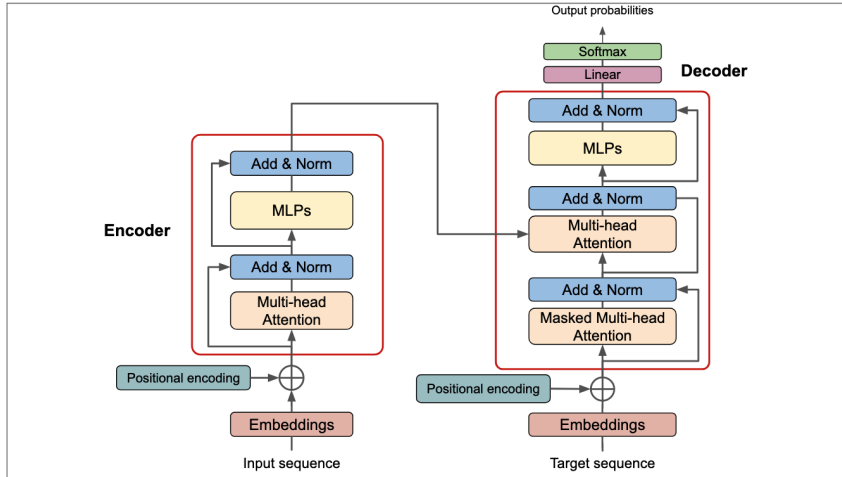 Output probabilities
Softmax
Linear
Decoder
Add & Norm
MLPs
Add & Norm
Multi-head
Attention
Add & Norm
Masked Multi-head
Attention
Positional encoding
Embeddings
Target sequence
Encoder
Add & Norm
MLPs
Add & Norm
Multi-head
Attention
Positional encoding
Embeddings
Input sequence